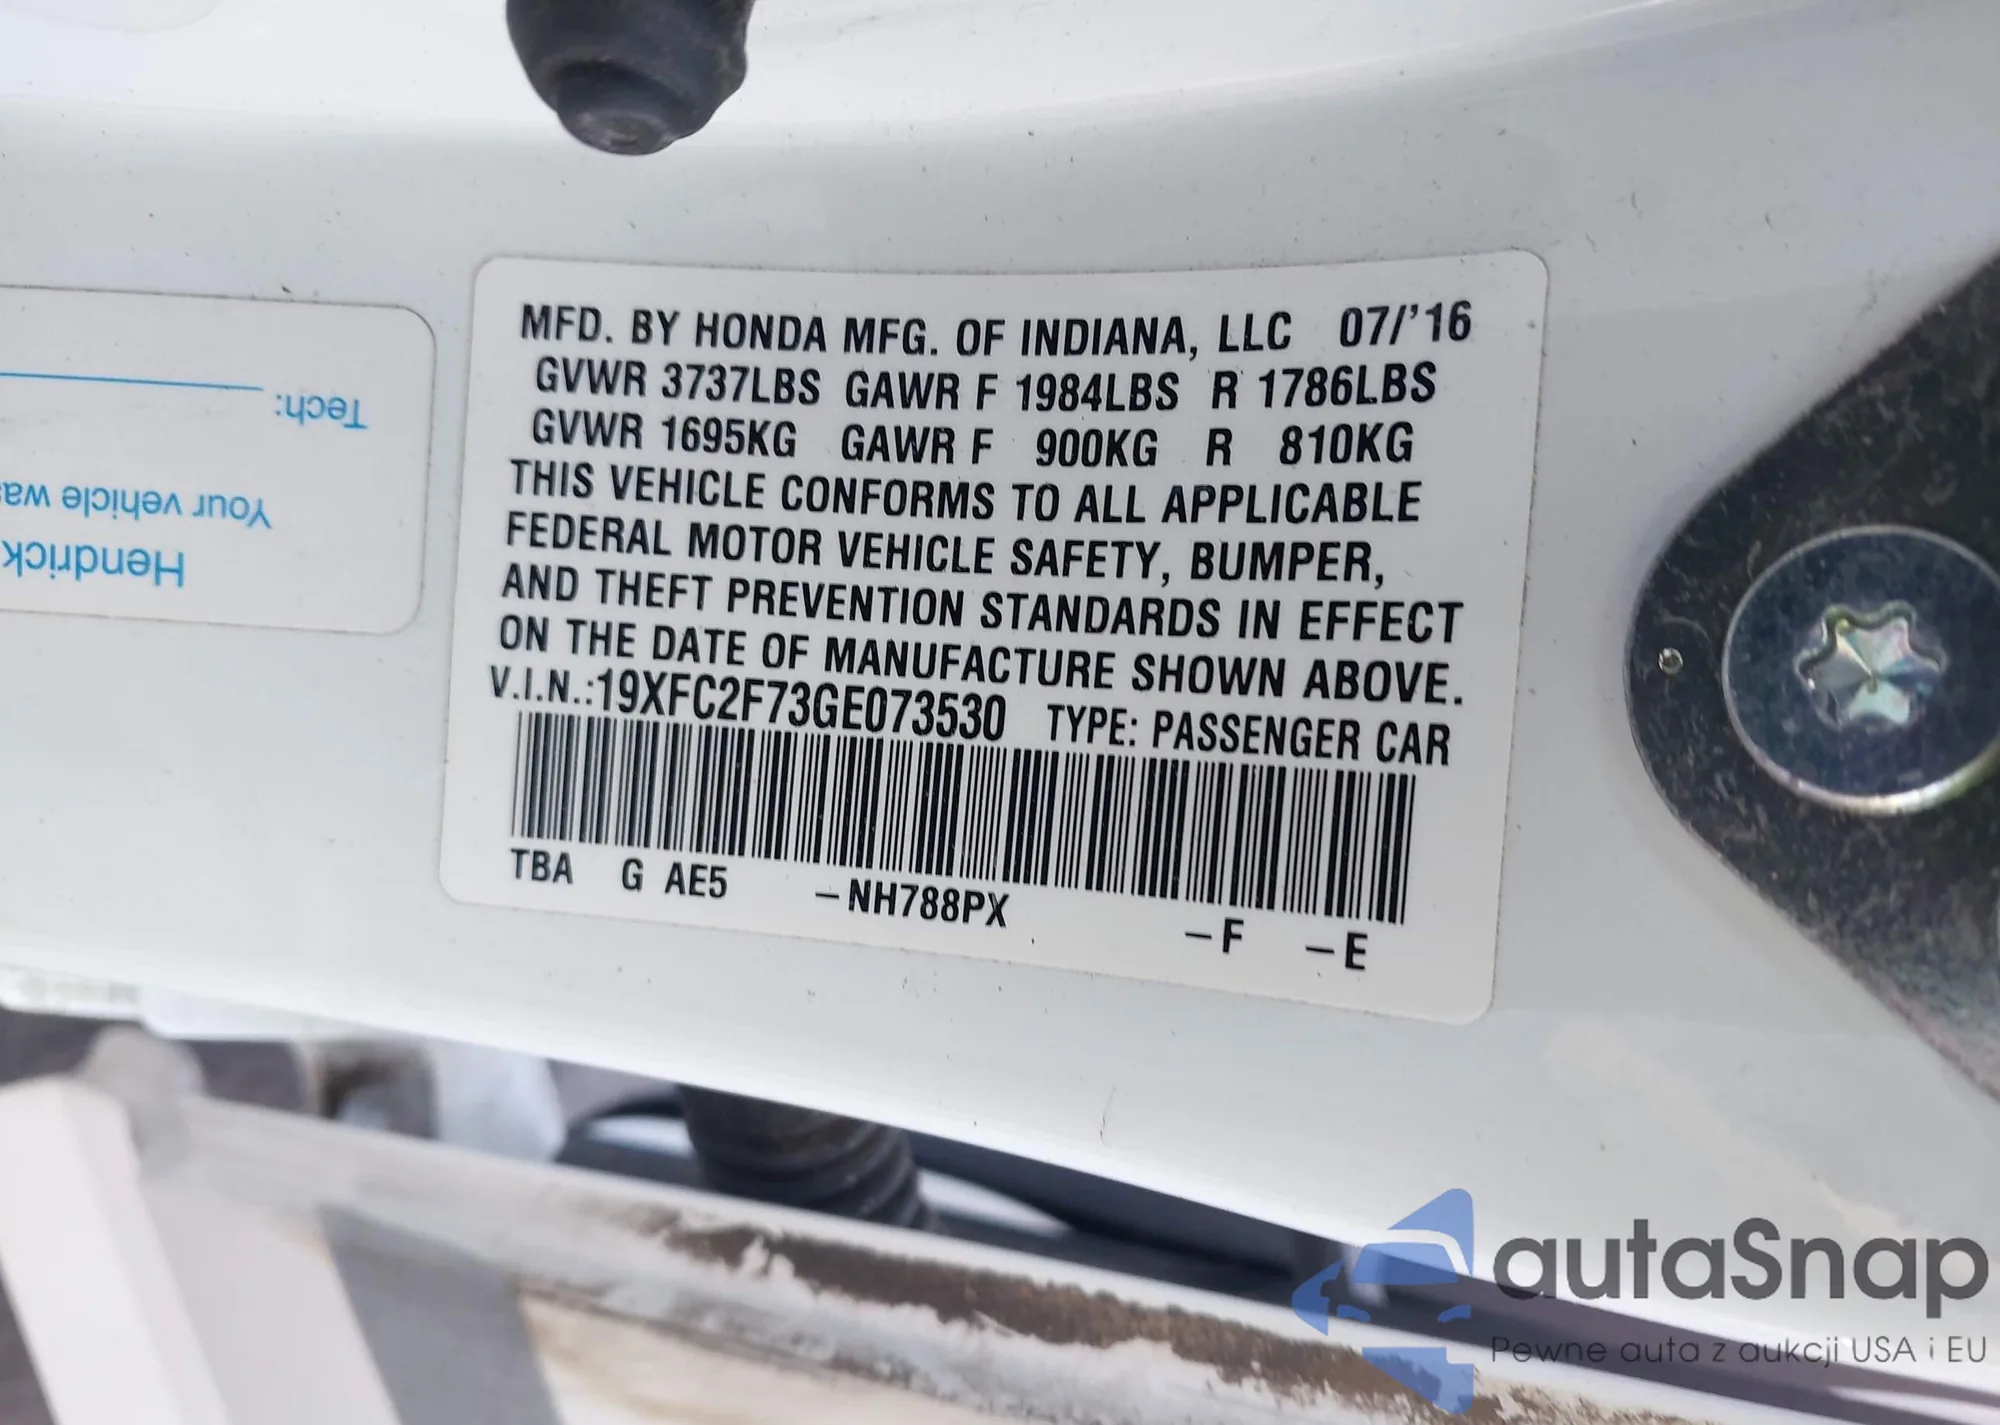 MFD. BY HONDA MFG. OF INDIANA, LLC 07/'16
GVWR 3737LBS GAWR F 1984LBS R 1786LBS
GVWR 1695KG GAWR F 900KG R 810KG
THIS VEHICLE CONFORMS TO ALL APPLICABLE
FEDERAL MOTOR VEHICLE SAFETY, BUMPER,
AND THEFT PREVENTION STANDARDS IN EFFECT
ON THE DATE OF MANUFACTURE SHOWN ABOVE.
V.I.N.:19XFC2F73GE073530 TYPE: PASSENGER CAR
TBA G AE5 –NH788PX –F –E
Hendrick
Your vehicle was
Tech:
autaSnap
Pewne auta z aukcji USA i EU